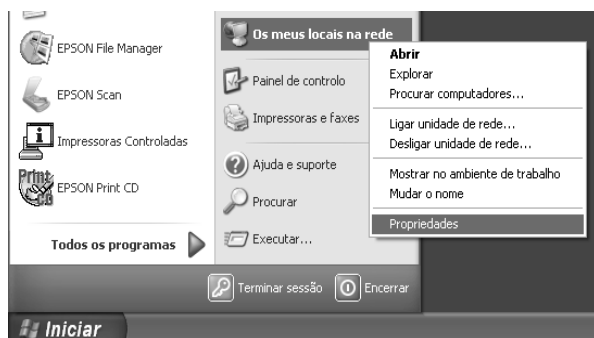 EPSON File Manager
EPSON Scan
Impressoras Controladas
Print
CD
EPSON Print CD
Todos os programas
Os meus locais na rede
Painel de controlo
Impressoras e faxes
Ajuda e suporte
Procurar
Executar...
Abrir
Explorar
Procurar computadores...
Ligar unidade de rede...
Desligar unidade de rede...
Mostrar no ambiente de trabalho
Mudar o nome
Propriedades
Terminar sessão
Encerrar
Iniciar